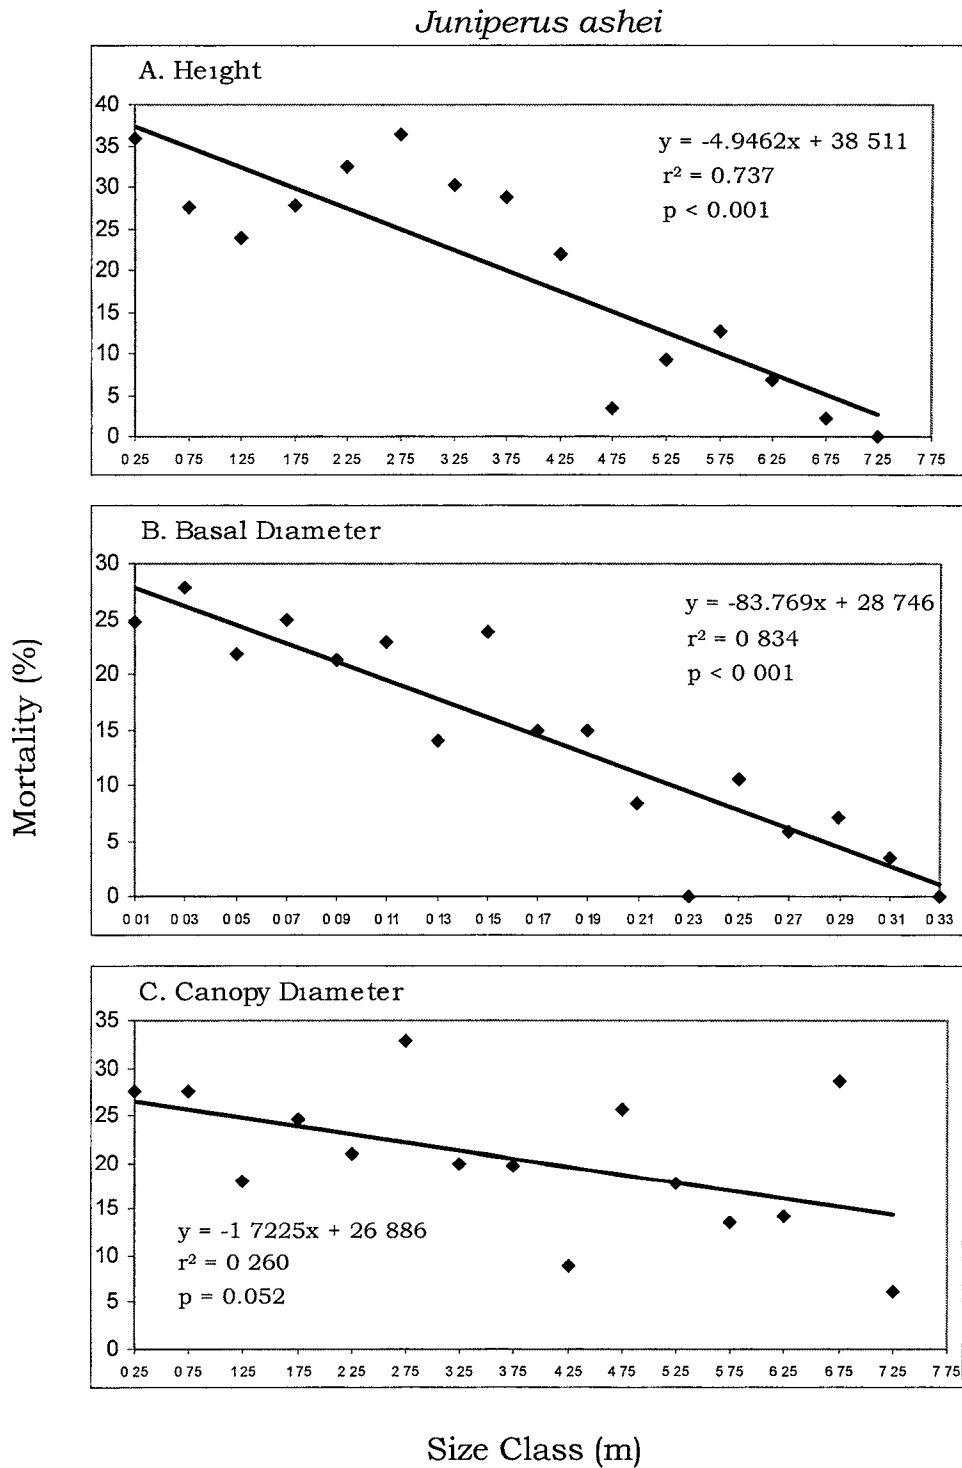 Juniperus ashei
A. Height
40
35
30
25
20
15
10
5
0
y = -4.9462x + 38 511
r² = 0.737
p < 0.001
0 25 0 75 1 25 1 75 2 25 2 75 3 25 3 75 4 25 4 75 5 25 5 75 6 25 6 75 7 25 7 75
B. Basal Diameter
30
25
20
15
10
5
0
y = -83.769x + 28 746
r² = 0 834
p < 0 001
0 01 0 03 0 05 0 07 0 09 0 11 0 13 0 15 0 17 0 19 0 21 0 23 0 25 0 27 0 29 0 31 0 33
Mortality (%)
C. Canopy Diameter
35
30
25
20
15
10
5
0
y = -1 7225x + 26 886
r² = 0 260
p = 0.052
0 25 0 75 1 25 1 75 2 25 2 75 3 25 3 75 4 25 4 75 5 25 5 75 6 25 6 75 7 25 7 75
Size Class (m)